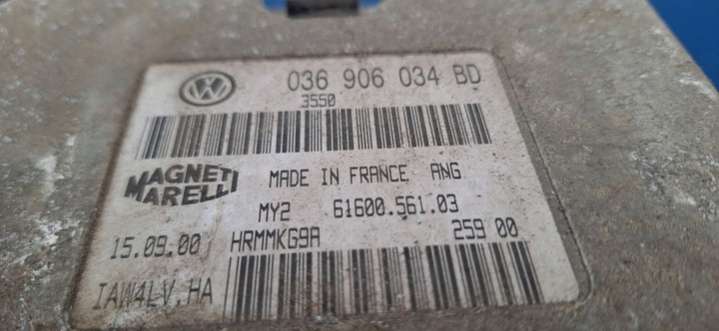 036 906 034 BD
3550
MAGNETI
MARELLI
MADE IN FRANCE ANG
MY2 61600.561.03
15.09.00 HRMMKG9A 259 00
IAW4LV.HA